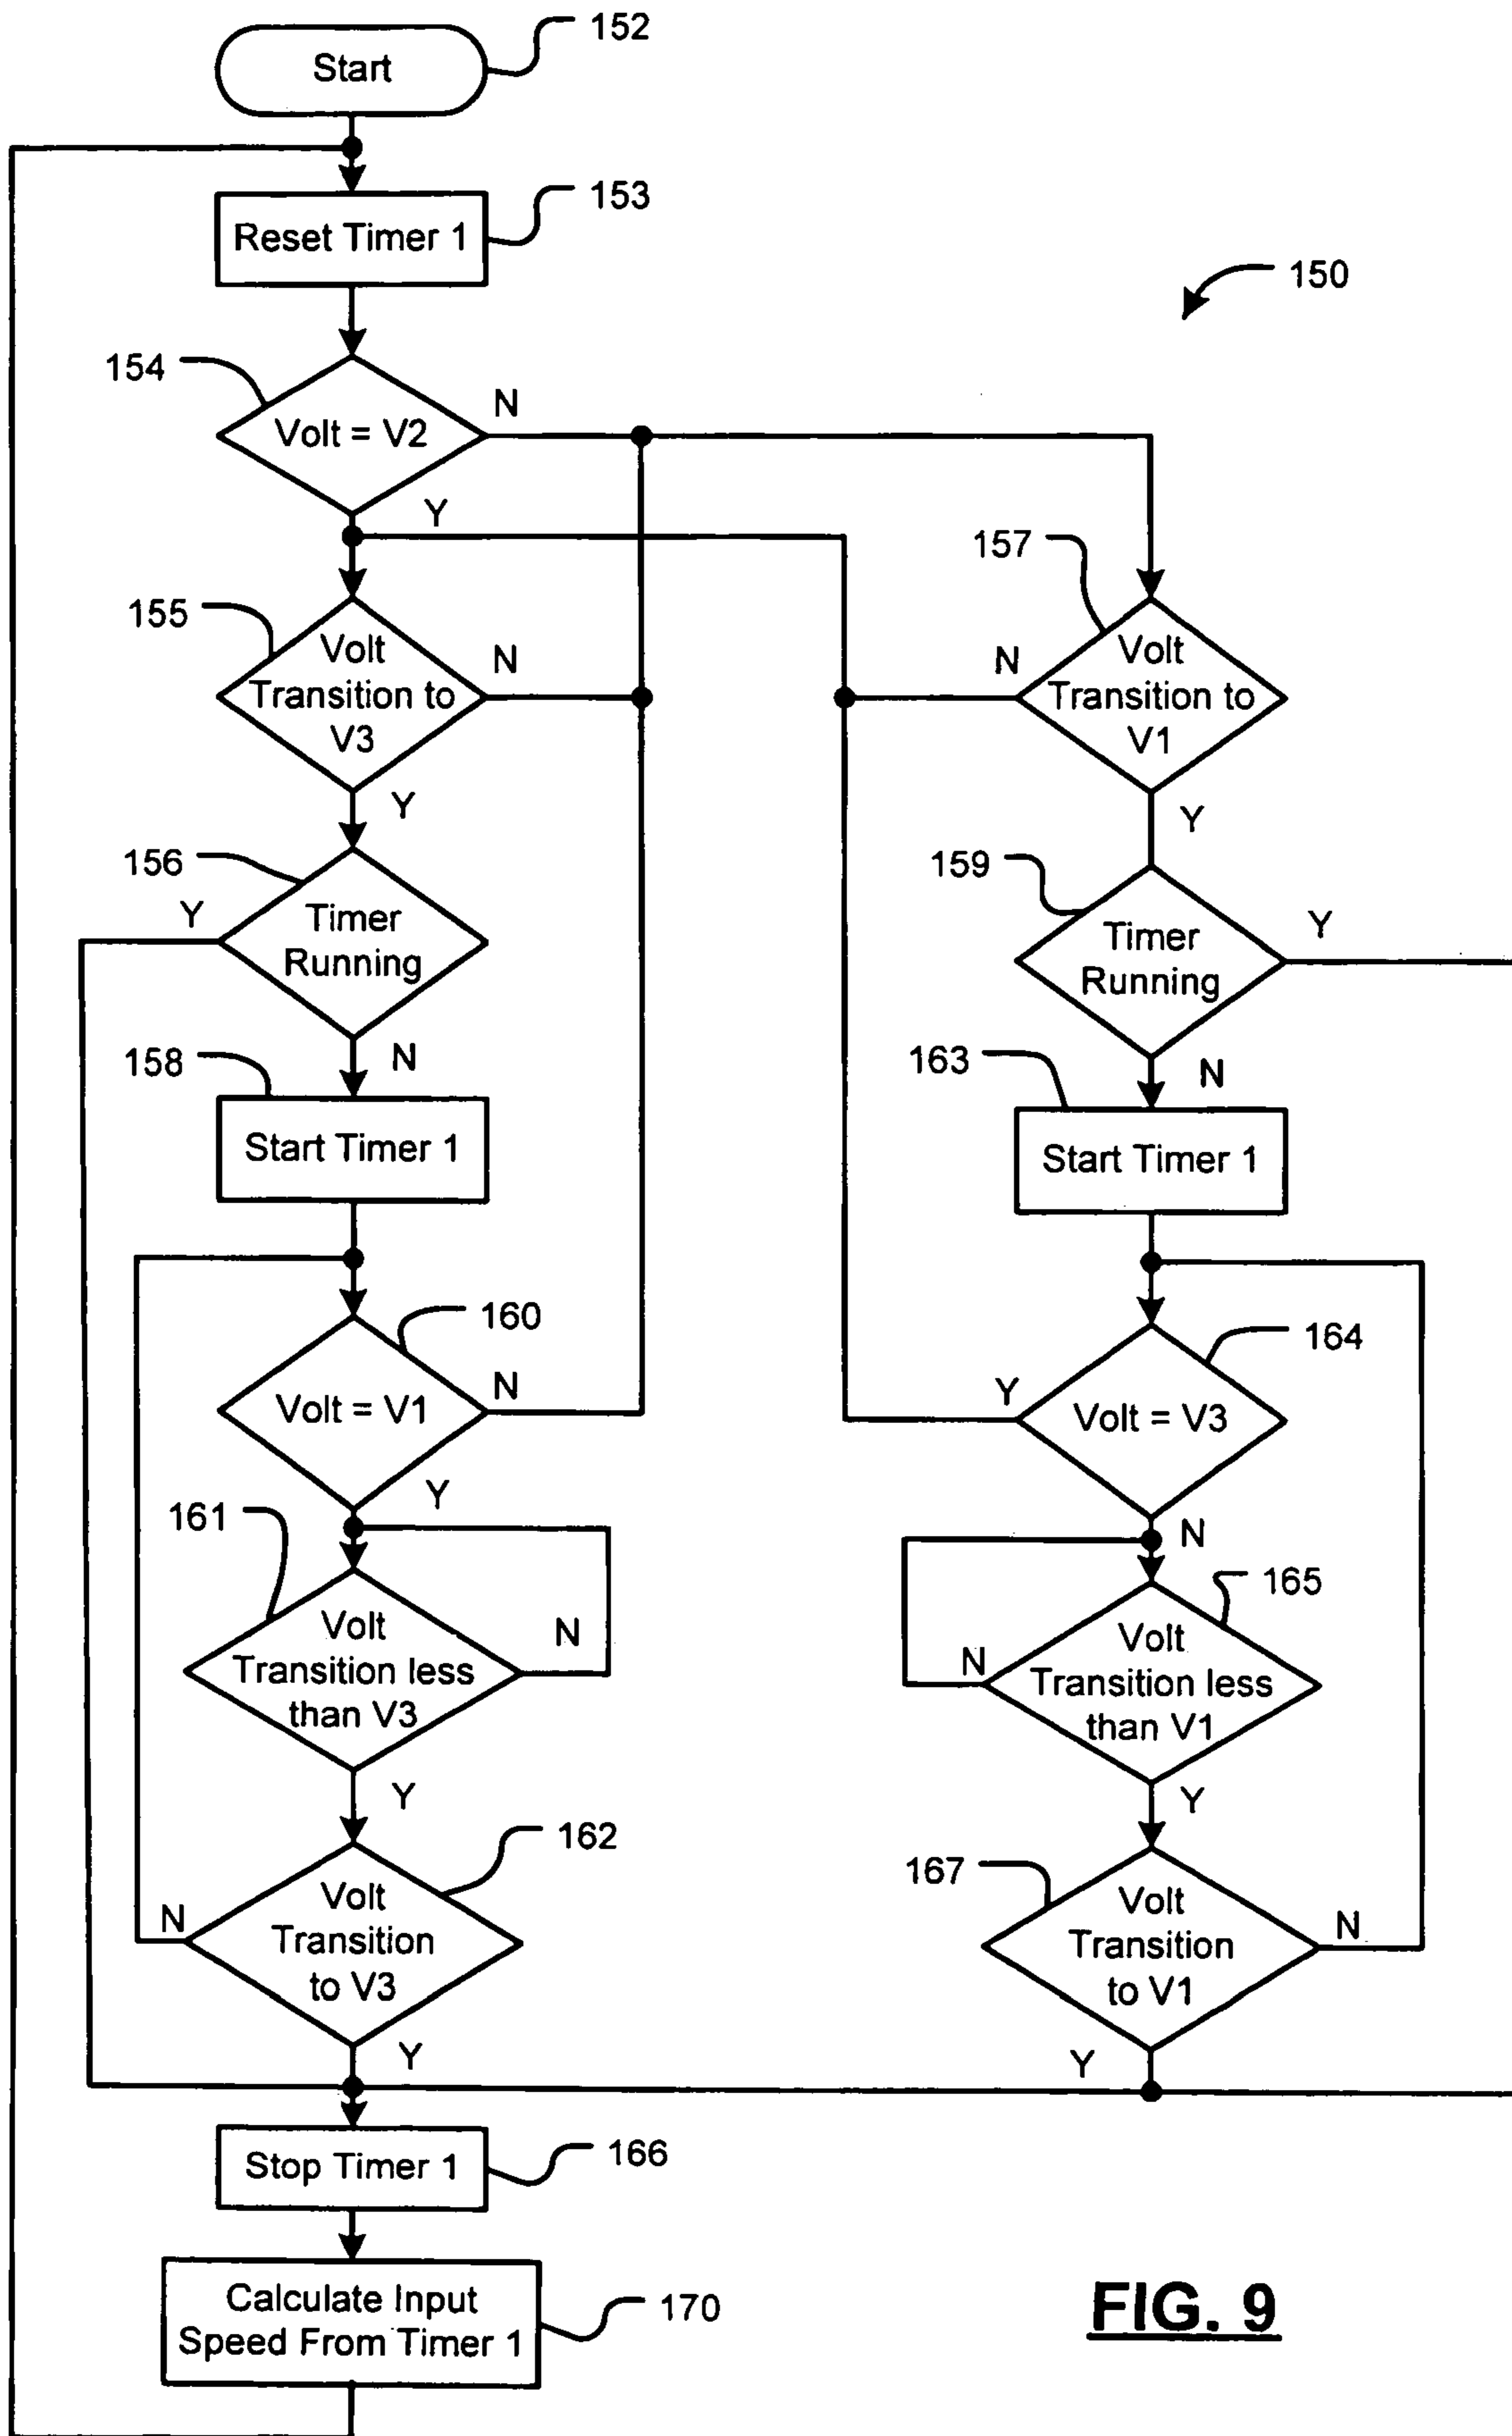 152
Start
153
Reset Timer 1
150
154
N
Volt = V2
Y
157
155
Volt
Transition to
V3
N
N
Volt
Transition to
V1
Y
Y
156
159
Y
Timer
Running
Timer
Running
Y
158
N
163
N
Start Timer 1
Start Timer 1
160
164
Volt = V1
N
Y
Volt = V3
Y
161
N
165
Volt
Transition less
than V3
N
N
Volt
Transition less
than V1
Y
Y
162
167
N
Volt
Transition
to V3
Volt
Transition
to V1
N
Y
Y
Stop Timer 1
166
Calculate Input
Speed From Timer 1
170
FIG. 9